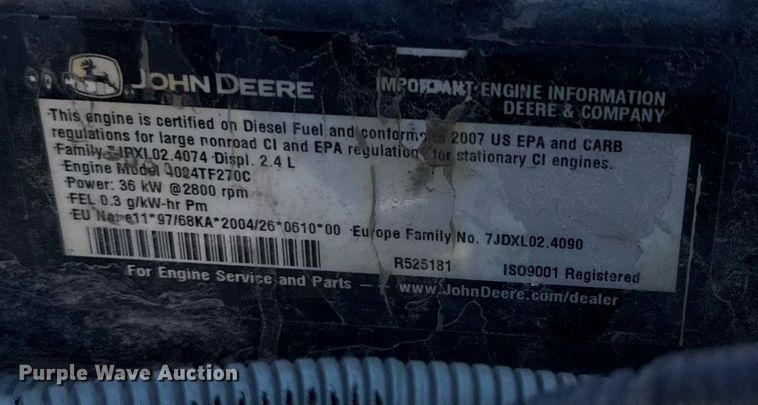 JOHN DEERE
IMPORTANT ENGINE INFORMATION
DEERE & COMPANY
This engine is certified on Diesel Fuel and conforms 2007 US EPA and CARB
regulations for large nonroad CI and EPA regulation for stationary CI engines.
Family 7JDXL02.4074 Displ. 2.4 L
Engine Model 4024TF270C
Power: 36 kW @2800 rpm
FEL 0.3 g/kW-hr Pm
EU No e11*97/68KA*2004/26*0610*00 Europe Family No. 7JDXL02.4090
R525181 ISO9001 Registered
For Engine Service and Parts — www.JohnDeere.com/dealer
Purple Wave Auction